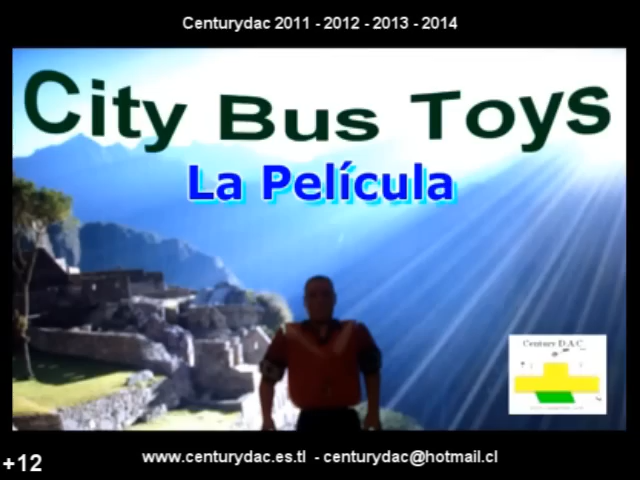 Centurydac 2011 - 2012 - 2013 - 2014
City Bus Toys
La Película
Century D.A.C.
+12
www.centurydac.es.tl - centurydac@hotmail.cl